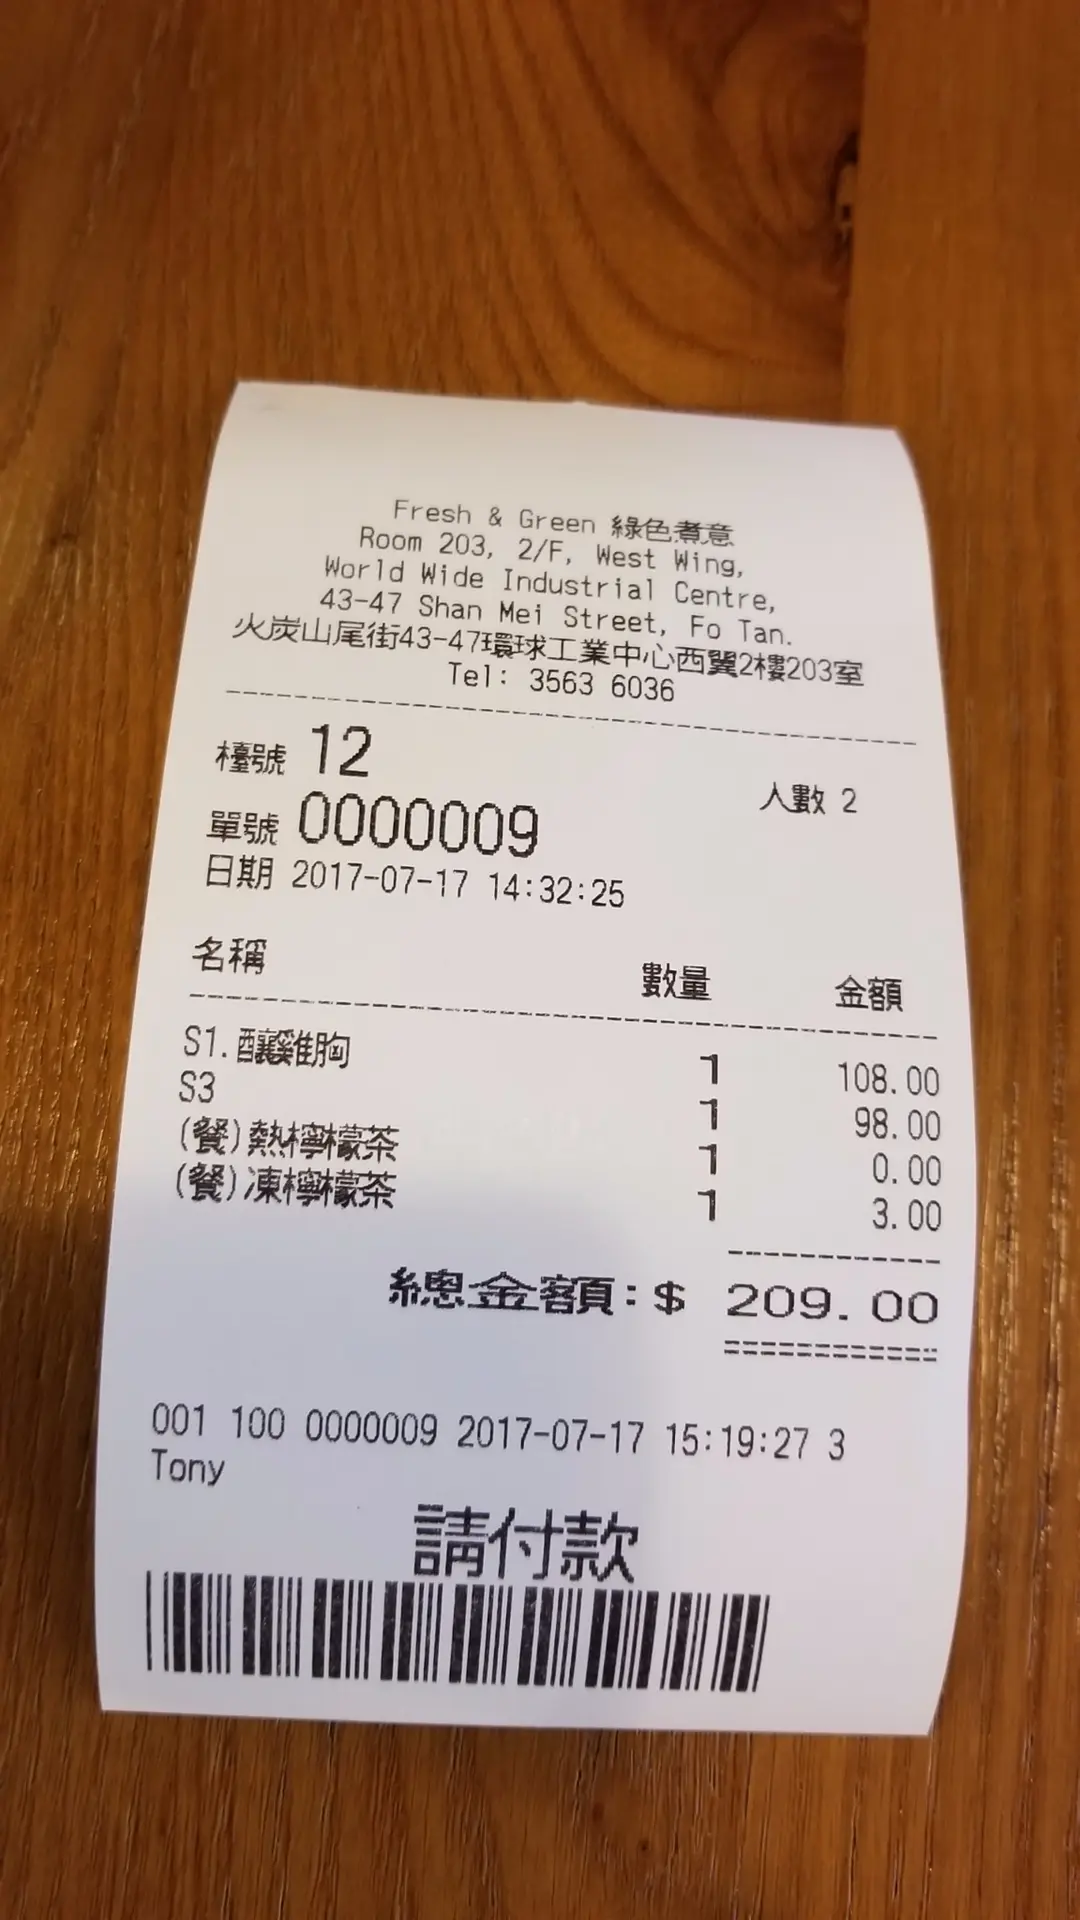 Fresh & Green 綠色煮意
Room 203, 2/F, West Wing,
World Wide Industrial Centre,
43-47 Shan Mei Street, Fo Tan.
火炭山尾街43-47環球工業中心西翼2樓203室
Tel: 3563 6036
檯號 12 人數 2
單號 0000009
日期 2017-07-17 14:32:25
名稱 數量 金額
S1.釀雞胸 1 108.00
S3 1 98.00
(餐)熱檸檬茶 1 0.00
(餐)凍檸檬茶 1 3.00
總金額:$ 209.00
001 100 0000009 2017-07-17 15:19:27 3
Tony
請付款